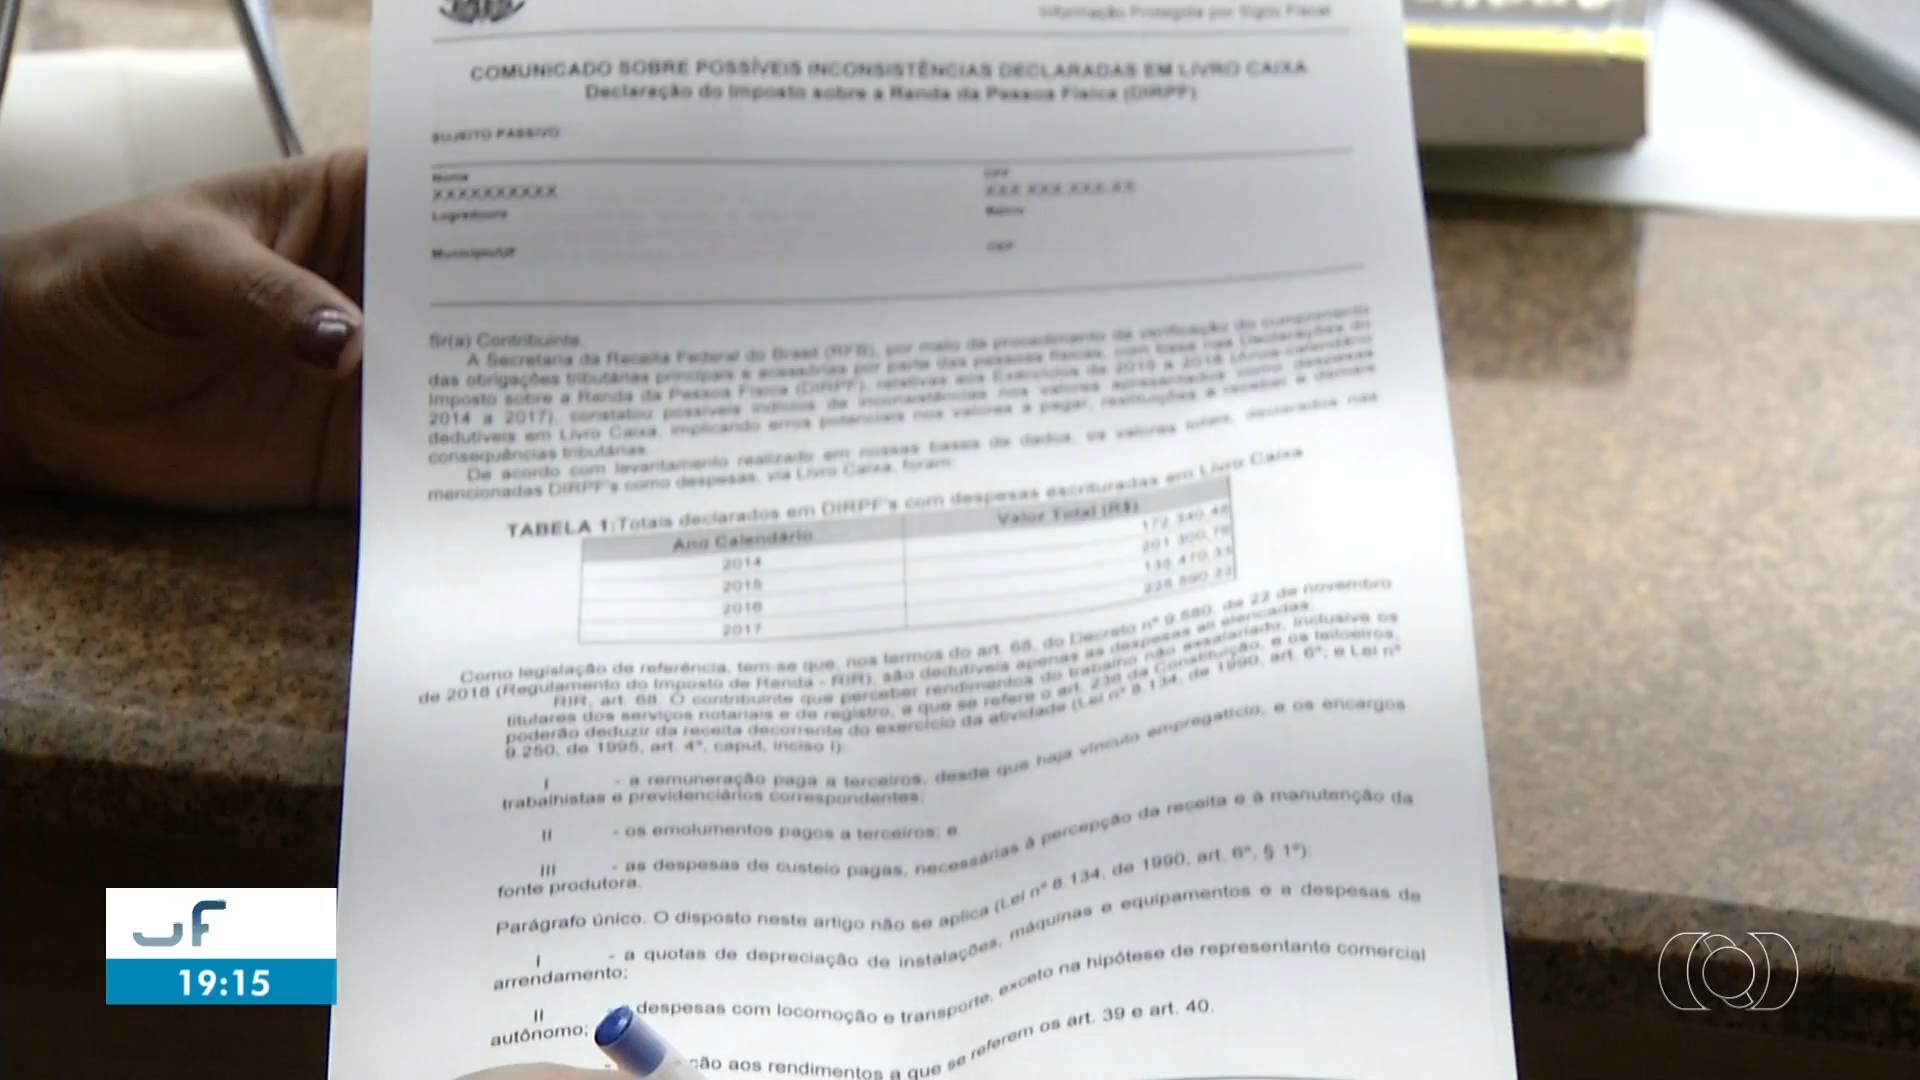 Informação Protegida por Sigilo Fiscal
COMUNICADO SOBRE POSSÍVEIS INCONSISTÊNCIAS DECLARADAS EM LIVRO CAIXA
Declaração do Imposto sobre a Renda da Pessoa Física (DIRPF)
SUJEITO PASSIVO
Nome CPF
XXXXXXXXXX XXX.XXX.XXX-XX
Logradouro Bairro
Município/UF CEP
Sr(a) Contribuinte,
A Secretaria da Receita Federal do Brasil (RFB), por meio de procedimento de verificação do cumprimento
das obrigações tributárias principais e acessórias por parte das pessoas físicas, com base nas Declarações do
Imposto sobre a Renda da Pessoa Física (DIRPF), relativas aos Exercícios de 2015 a 2018 (Anos-calendário
2014 a 2017), constatou possíveis indícios de inconsistências nos valores apresentados como despesas
dedutíveis em Livro Caixa, implicando erros potenciais nos valores a pagar, restituições a receber e demais
consequências tributárias.
De acordo com levantamento realizado em nossas bases de dados, os valores totais, declarados nas
mencionadas DIRPF's como despesas, via Livro Caixa, foram:
TABELA 1:Totais declarados em DIRPF's com despesas escrituradas em Livro Caixa
Ano Calendário Valor Total (R$)
2014
2015
2016
2017
Como legislação de referência, tem-se que, nos termos do art. 68, do Decreto nº 9.580, de 22 de novembro
de 2018 (Regulamento do Imposto de Renda - RIR), são dedutíveis apenas as despesas ali elencadas:
RIR, art. 68. O contribuinte que perceber rendimentos do trabalho não assalariado, inclusive os
titulares dos serviços notariais e de registro, a que se refere o art. 236 da Constituição, e os leiloeiros,
poderão deduzir da receita decorrente do exercício da atividade (Lei nº 8.134, de 1990, art. 6º; e Lei nº
9.250, de 1995, art. 4º, caput, inciso I):
I - a remuneração paga a terceiros, desde que haja vínculo empregatício, e os encargos
trabalhistas e previdenciários correspondentes;
II - os emolumentos pagos a terceiros; e
III - as despesas de custeio pagas, necessárias à percepção da receita e à manutenção da
fonte produtora.
Parágrafo único. O disposto neste artigo não se aplica (Lei nº 8.134, de 1990, art. 6º, § 1º):
I - a quotas de depreciação de instalações, máquinas e equipamentos e a despesas de
arrendamento;
II despesas com locomoção e transporte, exceto na hipótese de representante comercial
autônomo;
aos rendimentos a que se referem os art. 39 e art. 40.
JF
19:15